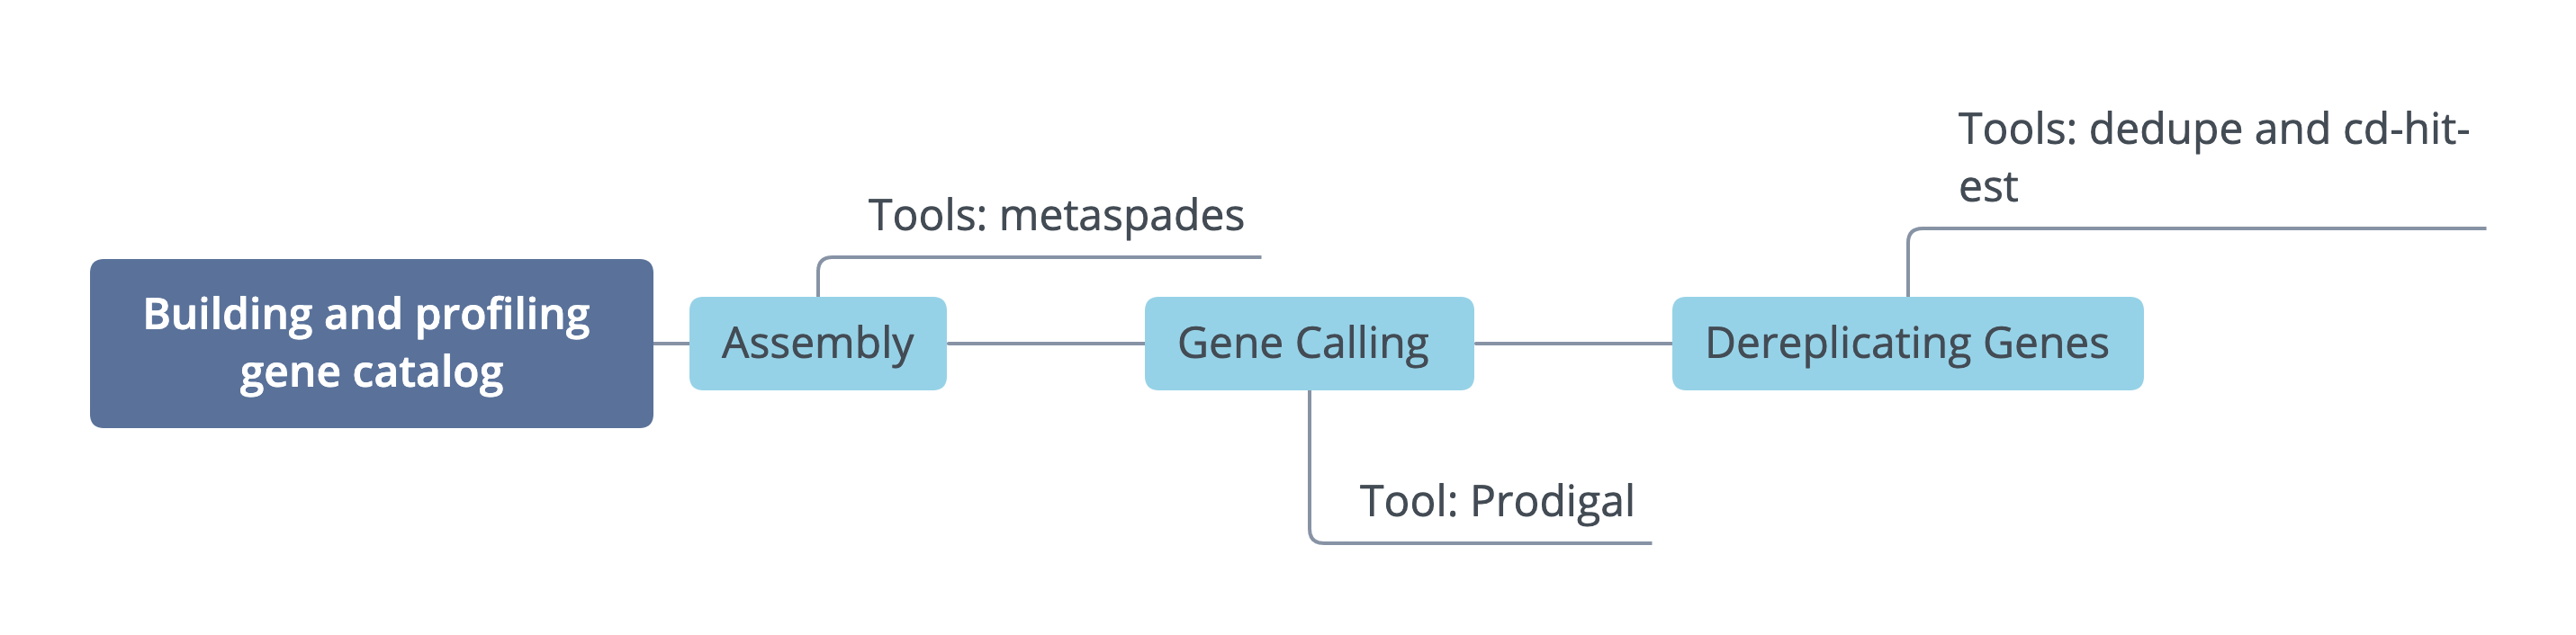 Building and profiling
gene catalog
Assembly
Tools: metaspades
Gene Calling
Tool: Prodigal
Dereplicating Genes
Tools: dedupe and cd-hit-
est